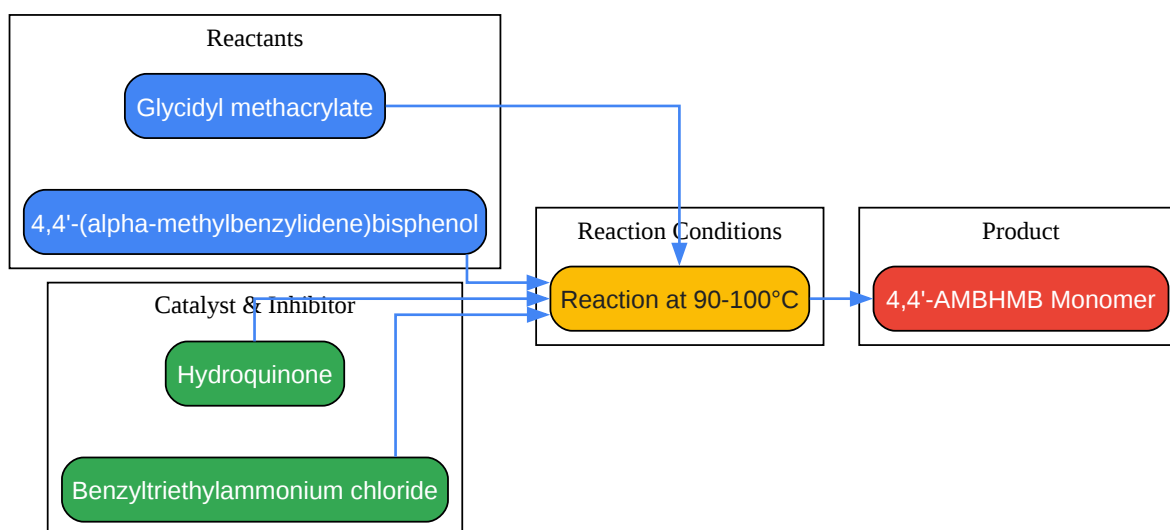 Reactants
Glycidyl methacrylate
4,4'-(alpha-methylbenzylidene)bisphenol
Catalyst & Inhibitor
Hydroquinone
Benzyltriethylammonium chloride
Reaction Conditions
Reaction at 90-100°C
Product
4,4'-AMBHMB Monomer